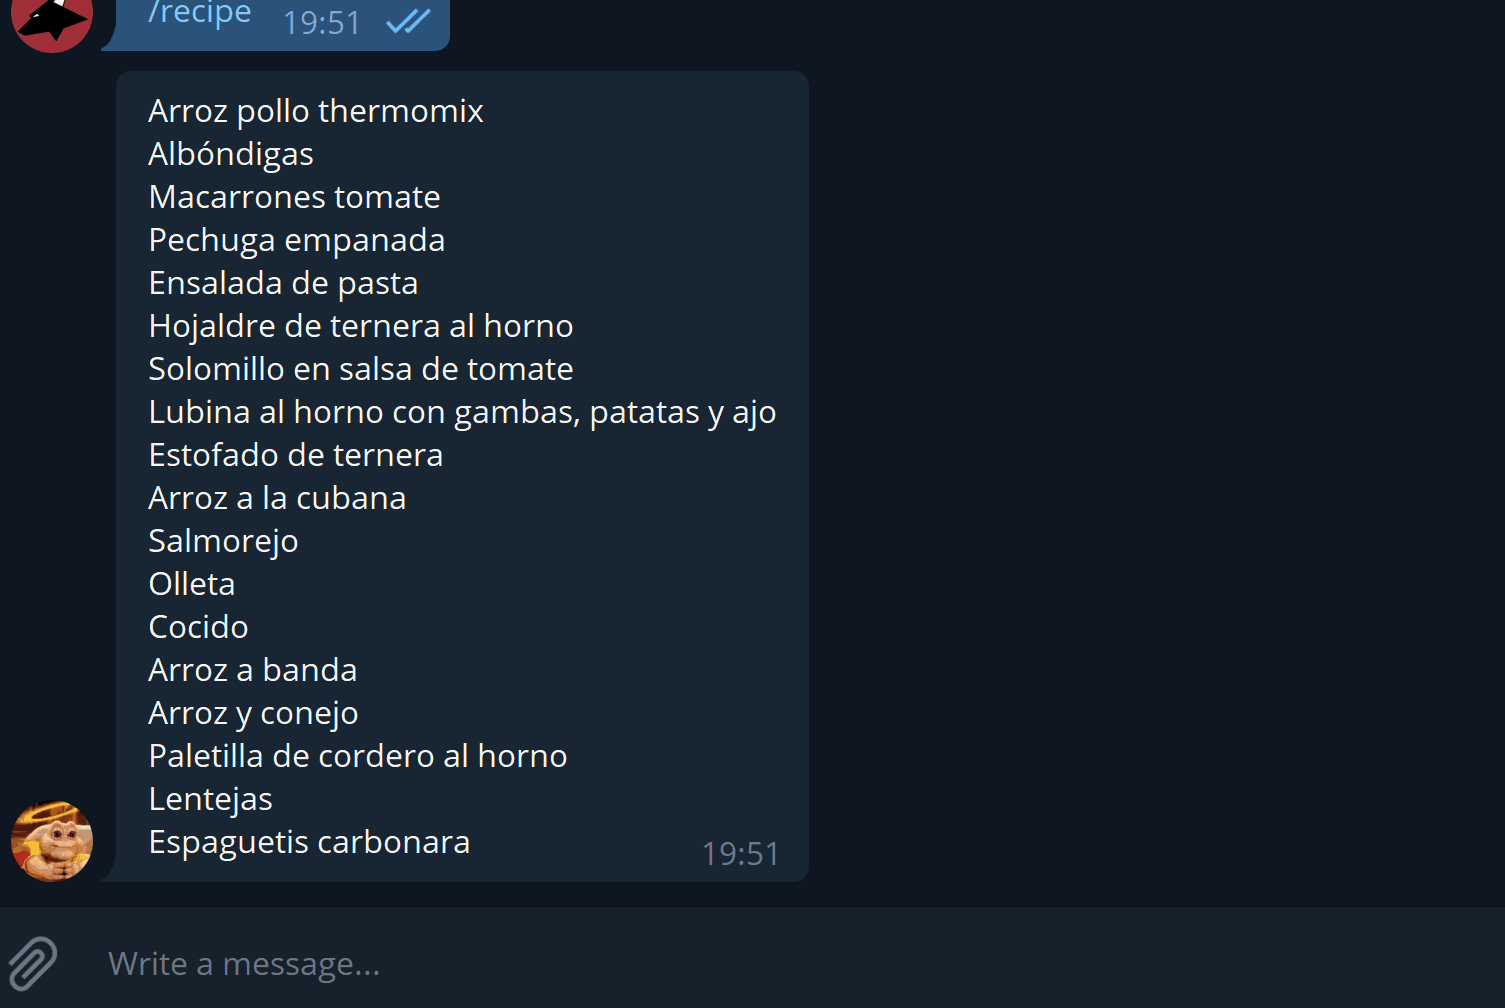 /recipe
19:51
Arroz pollo thermomix
Albóndigas
Macarrones tomate
Pechuga empanada
Ensalada de pasta
Hojaldre de ternera al horno
Solomillo en salsa de tomate
Lubina al horno con gambas, patatas y ajo
Estofado de ternera
Arroz a la cubana
Salmorejo
Olleta
Cocido
Arroz a banda
Arroz y conejo
Paletilla de cordero al horno
Lentejas
Espaguetis carbonara
19:51
Write a message...